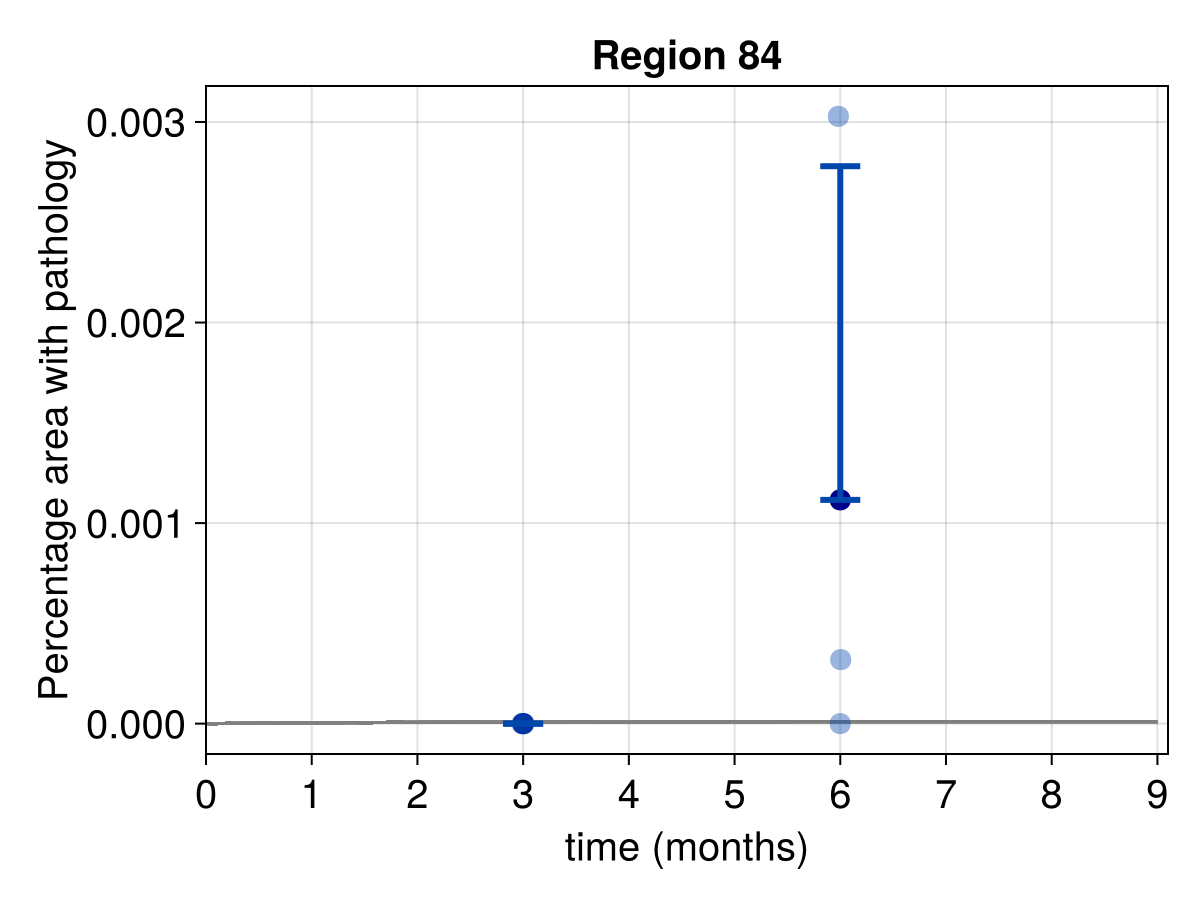 Region 84
Percentage area with pathology
0.003
0.002
0.001
0.000
0 1 2 3 4 5 6 7 8 9
time (months)